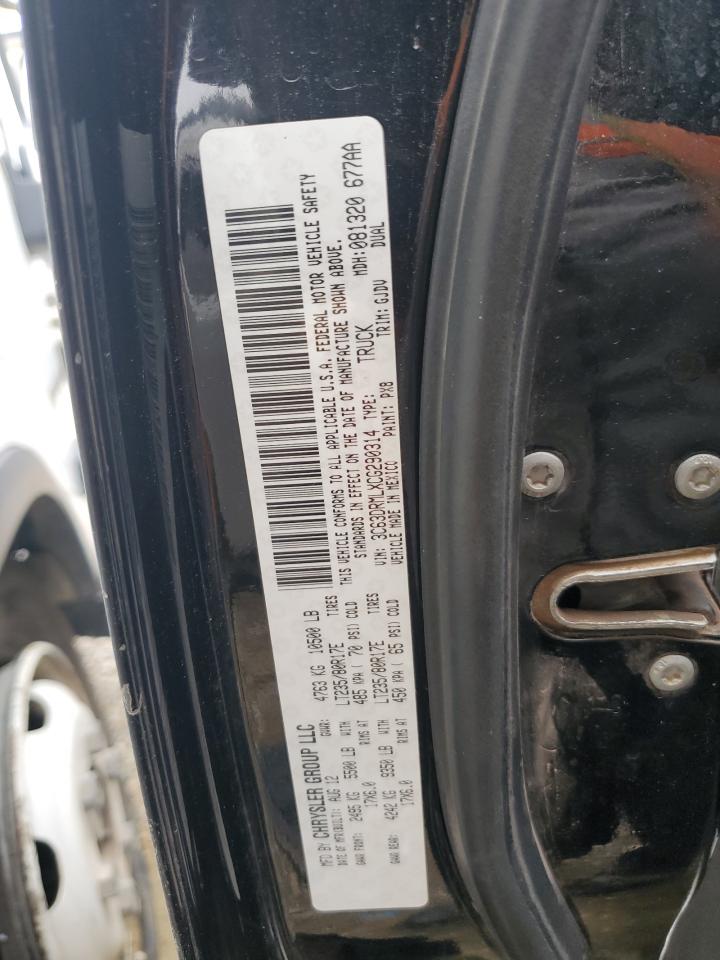 MFD BY CHRYSLER GROUP LLC
DATE OF MFR(BUILT): AUG 12 GVWR: 4763 KG 10500 LB
GAWR FRONT: 2495 KG 5500 LB WITH LT235/80R17E TIRES
17X6.0 RIMS AT 485 KPA ( 70 PSI) COLD
GAWR REAR: 4242 KG 9350 LB WITH LT235/80R17E TIRES
17X6.0 RIMS AT 450 KPA ( 65 PSI) COLD
THIS VEHICLE CONFORMS TO ALL APPLICABLE U.S.A. FEDERAL MOTOR VEHICLE SAFETY
STANDARDS IN EFFECT ON THE DATE OF MANUFACTURE SHOWN ABOVE.
VIN: 3C63DRMLXCG290314 TYPE: TRUCK MDH:081320 677AA
VEHICLE MADE IN MEXICO PAINT: PX8 TRIM: GJDV DUAL